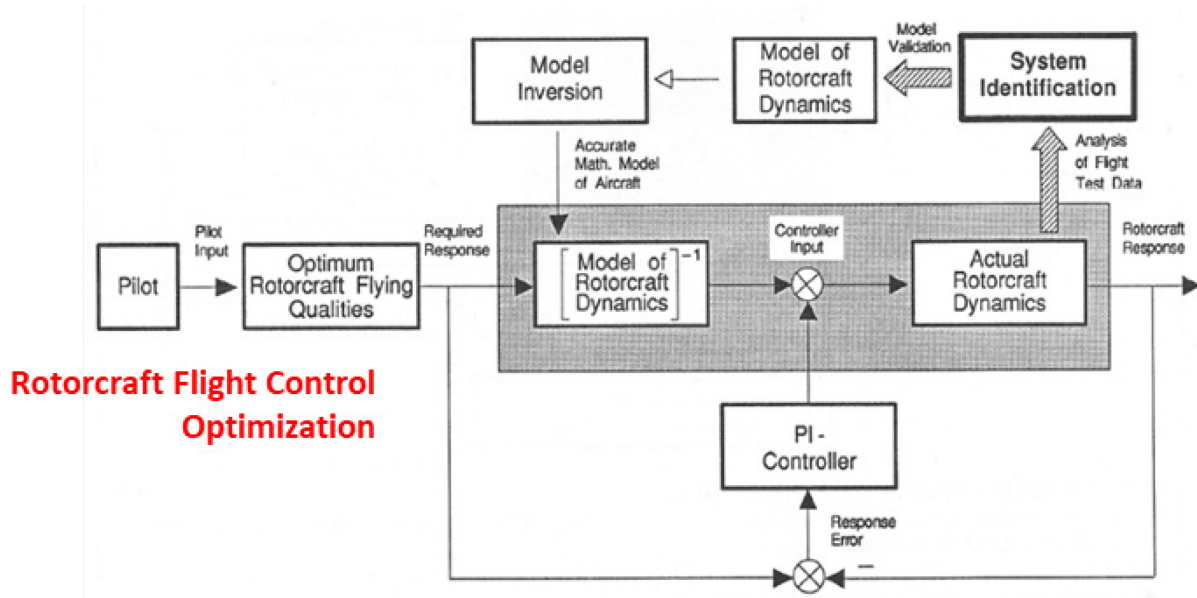 Model
Inversion
Model of
Rotorcraft
Dynamics
Model
Validation
System
Identification
Accurate
Math. Model
of Aircraft
Analysis
of Flight
Test Data
Pilot
Pilot
Input
Optimum
Rotorcraft Flying
Qualities
Required
Response
[Model of
Rotorcraft
Dynamics]
-1
Controller
Input
Actual
Rotorcraft
Dynamics
Rotorcraft
Response
Rotorcraft Flight Control
Optimization
PI -
Controller
Response
Error
−